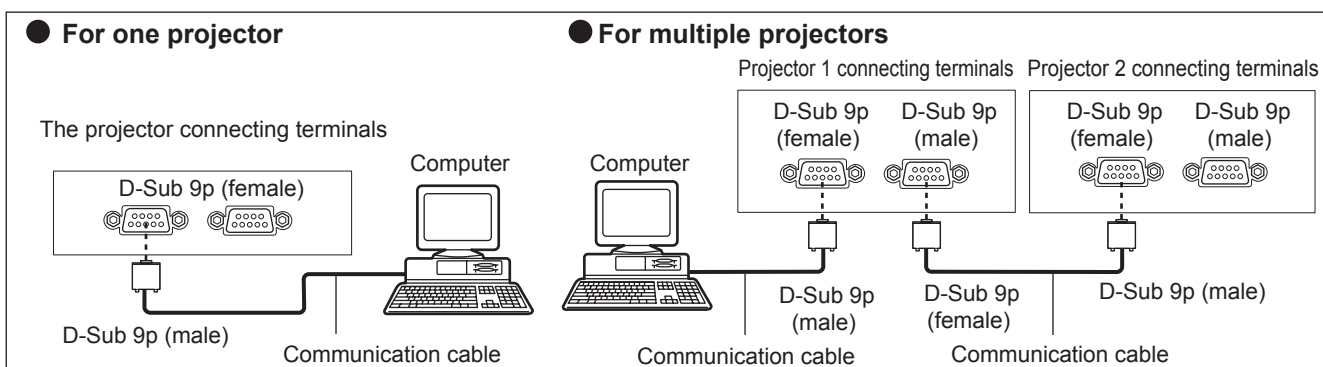 ● For one projector
The projector connecting terminals
D-Sub 9p (female)
Computer
D-Sub 9p (male)
Communication cable
● For multiple projectors
Projector 1 connecting terminals
Projector 2 connecting terminals
D-Sub 9p
(female)
D-Sub 9p
(male)
D-Sub 9p
(female)
D-Sub 9p
(male)
Computer
D-Sub 9p
(male)
D-Sub 9p
(female)
D-Sub 9p (male)
Communication cable
Communication cable